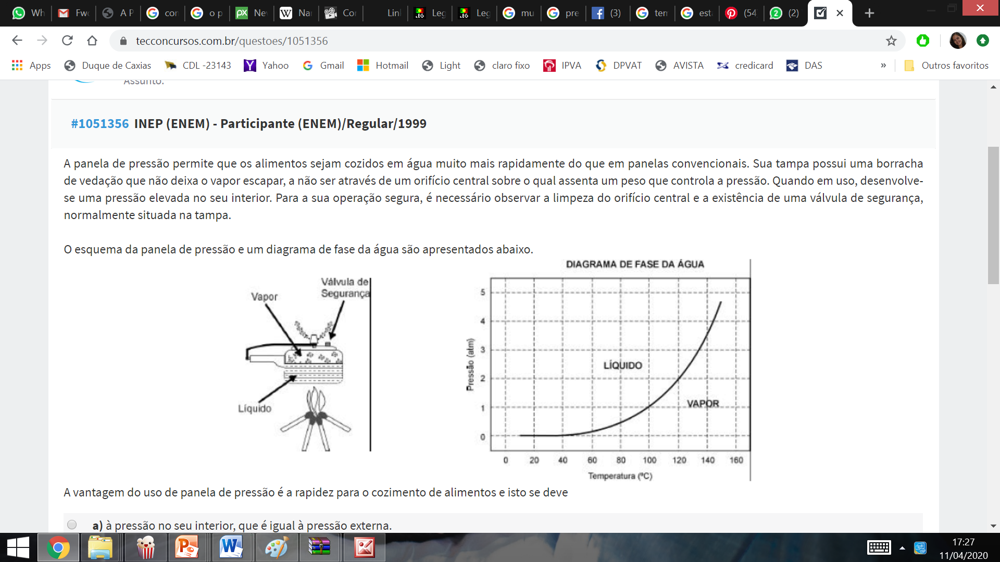 Wh
Fwc
A P
con
o p
Nev
Nar
Cor
Linl
Leg
Leg
mu
pre
(3)
tem
esta
(54
(2)
tecconcursos.com.br/questoes/1051356
Apps
Duque de Caxias
CDL -23143
Yahoo
Gmail
Hotmail
Light
claro fixo
IPVA
DPVAT
AVISTA
credicard
DAS
»
Outros favoritos
Assunto:
#1051356 INEP (ENEM) - Participante (ENEM)/Regular/1999
A panela de pressão permite que os alimentos sejam cozidos em água muito mais rapidamente do que em panelas convencionais. Sua tampa possui uma borracha
de vedação que não deixa o vapor escapar, a não ser através de um orifício central sobre o qual assenta um peso que controla a pressão. Quando em uso, desenvolve-
se uma pressão elevada no seu interior. Para a sua operação segura, é necessário observar a limpeza do orifício central e a existência de uma válvula de segurança,
normalmente situada na tampa.
O esquema da panela de pressão e um diagrama de fase da água são apresentados abaixo.
Válvula de
Segurança
Vapor
Líquido
DIAGRAMA DE FASE DA ÁGUA
Pressão (atm)
5
4
3
2
1
0
LÍQUIDO
VAPOR
0 20 40 60 80 100 120 140 160
Temperatura (ºC)
A vantagem do uso de panela de pressão é a rapidez para o cozimento de alimentos e isto se deve
a) à pressão no seu interior, que é igual à pressão externa.
17:27
11/04/2020